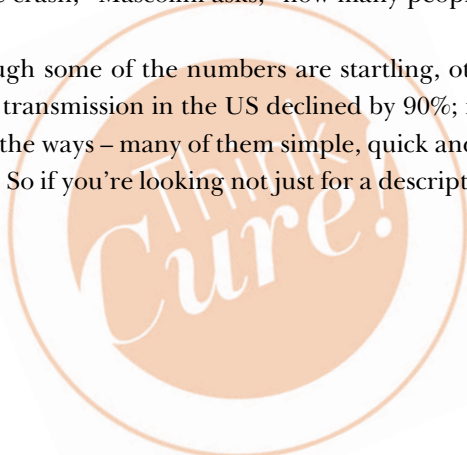 crash,” Mascolini asks, “how many peopl
ugh some of the numbers are startling, ot
transmission in the US declined by 90%;
the ways – many of them simple, quick and
So if you’re looking not just for a descript
Think
Cure!